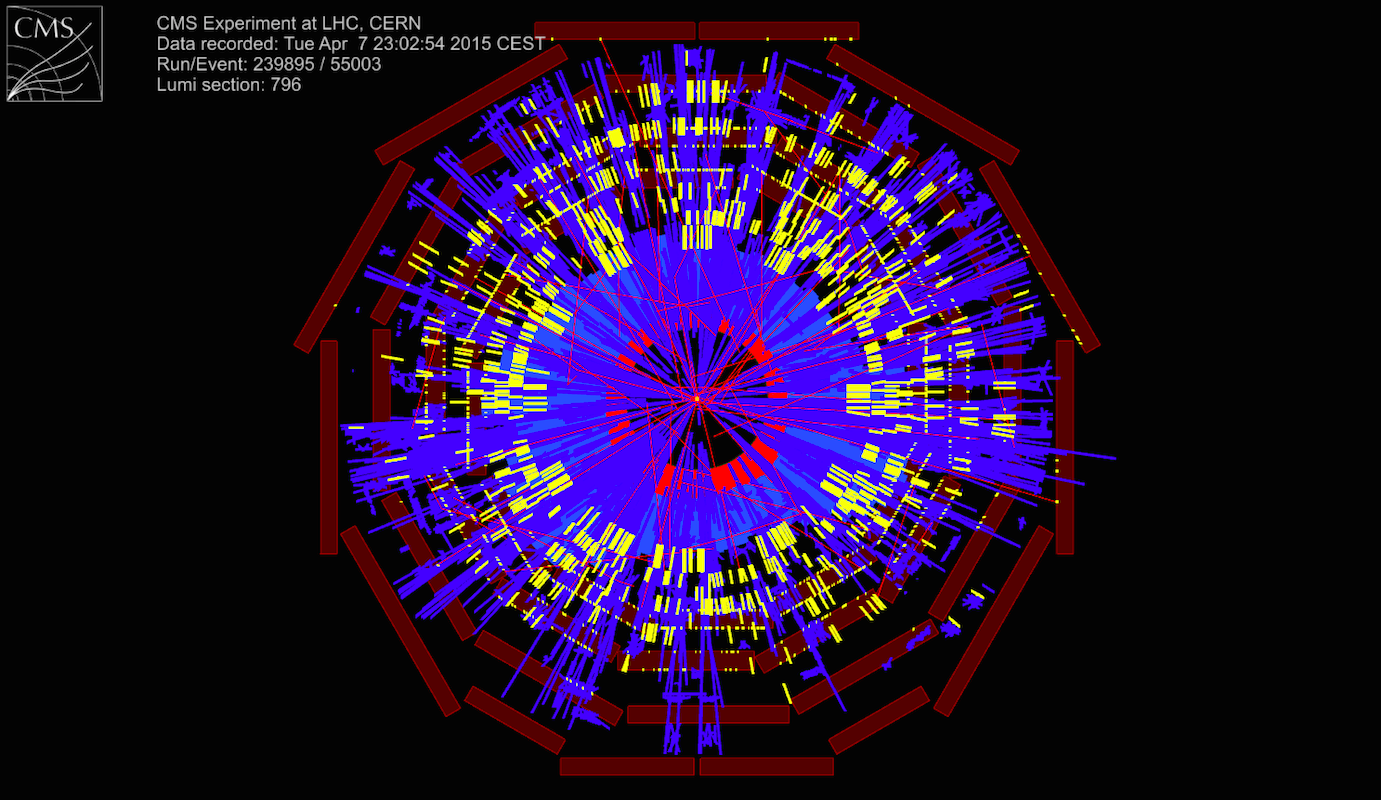 CMS
CMS Experiment at LHC, CERN
Data recorded: Tue Apr 7 23:02:54 2015 CEST
Run/Event: 239895 / 55003
Lumi section: 796